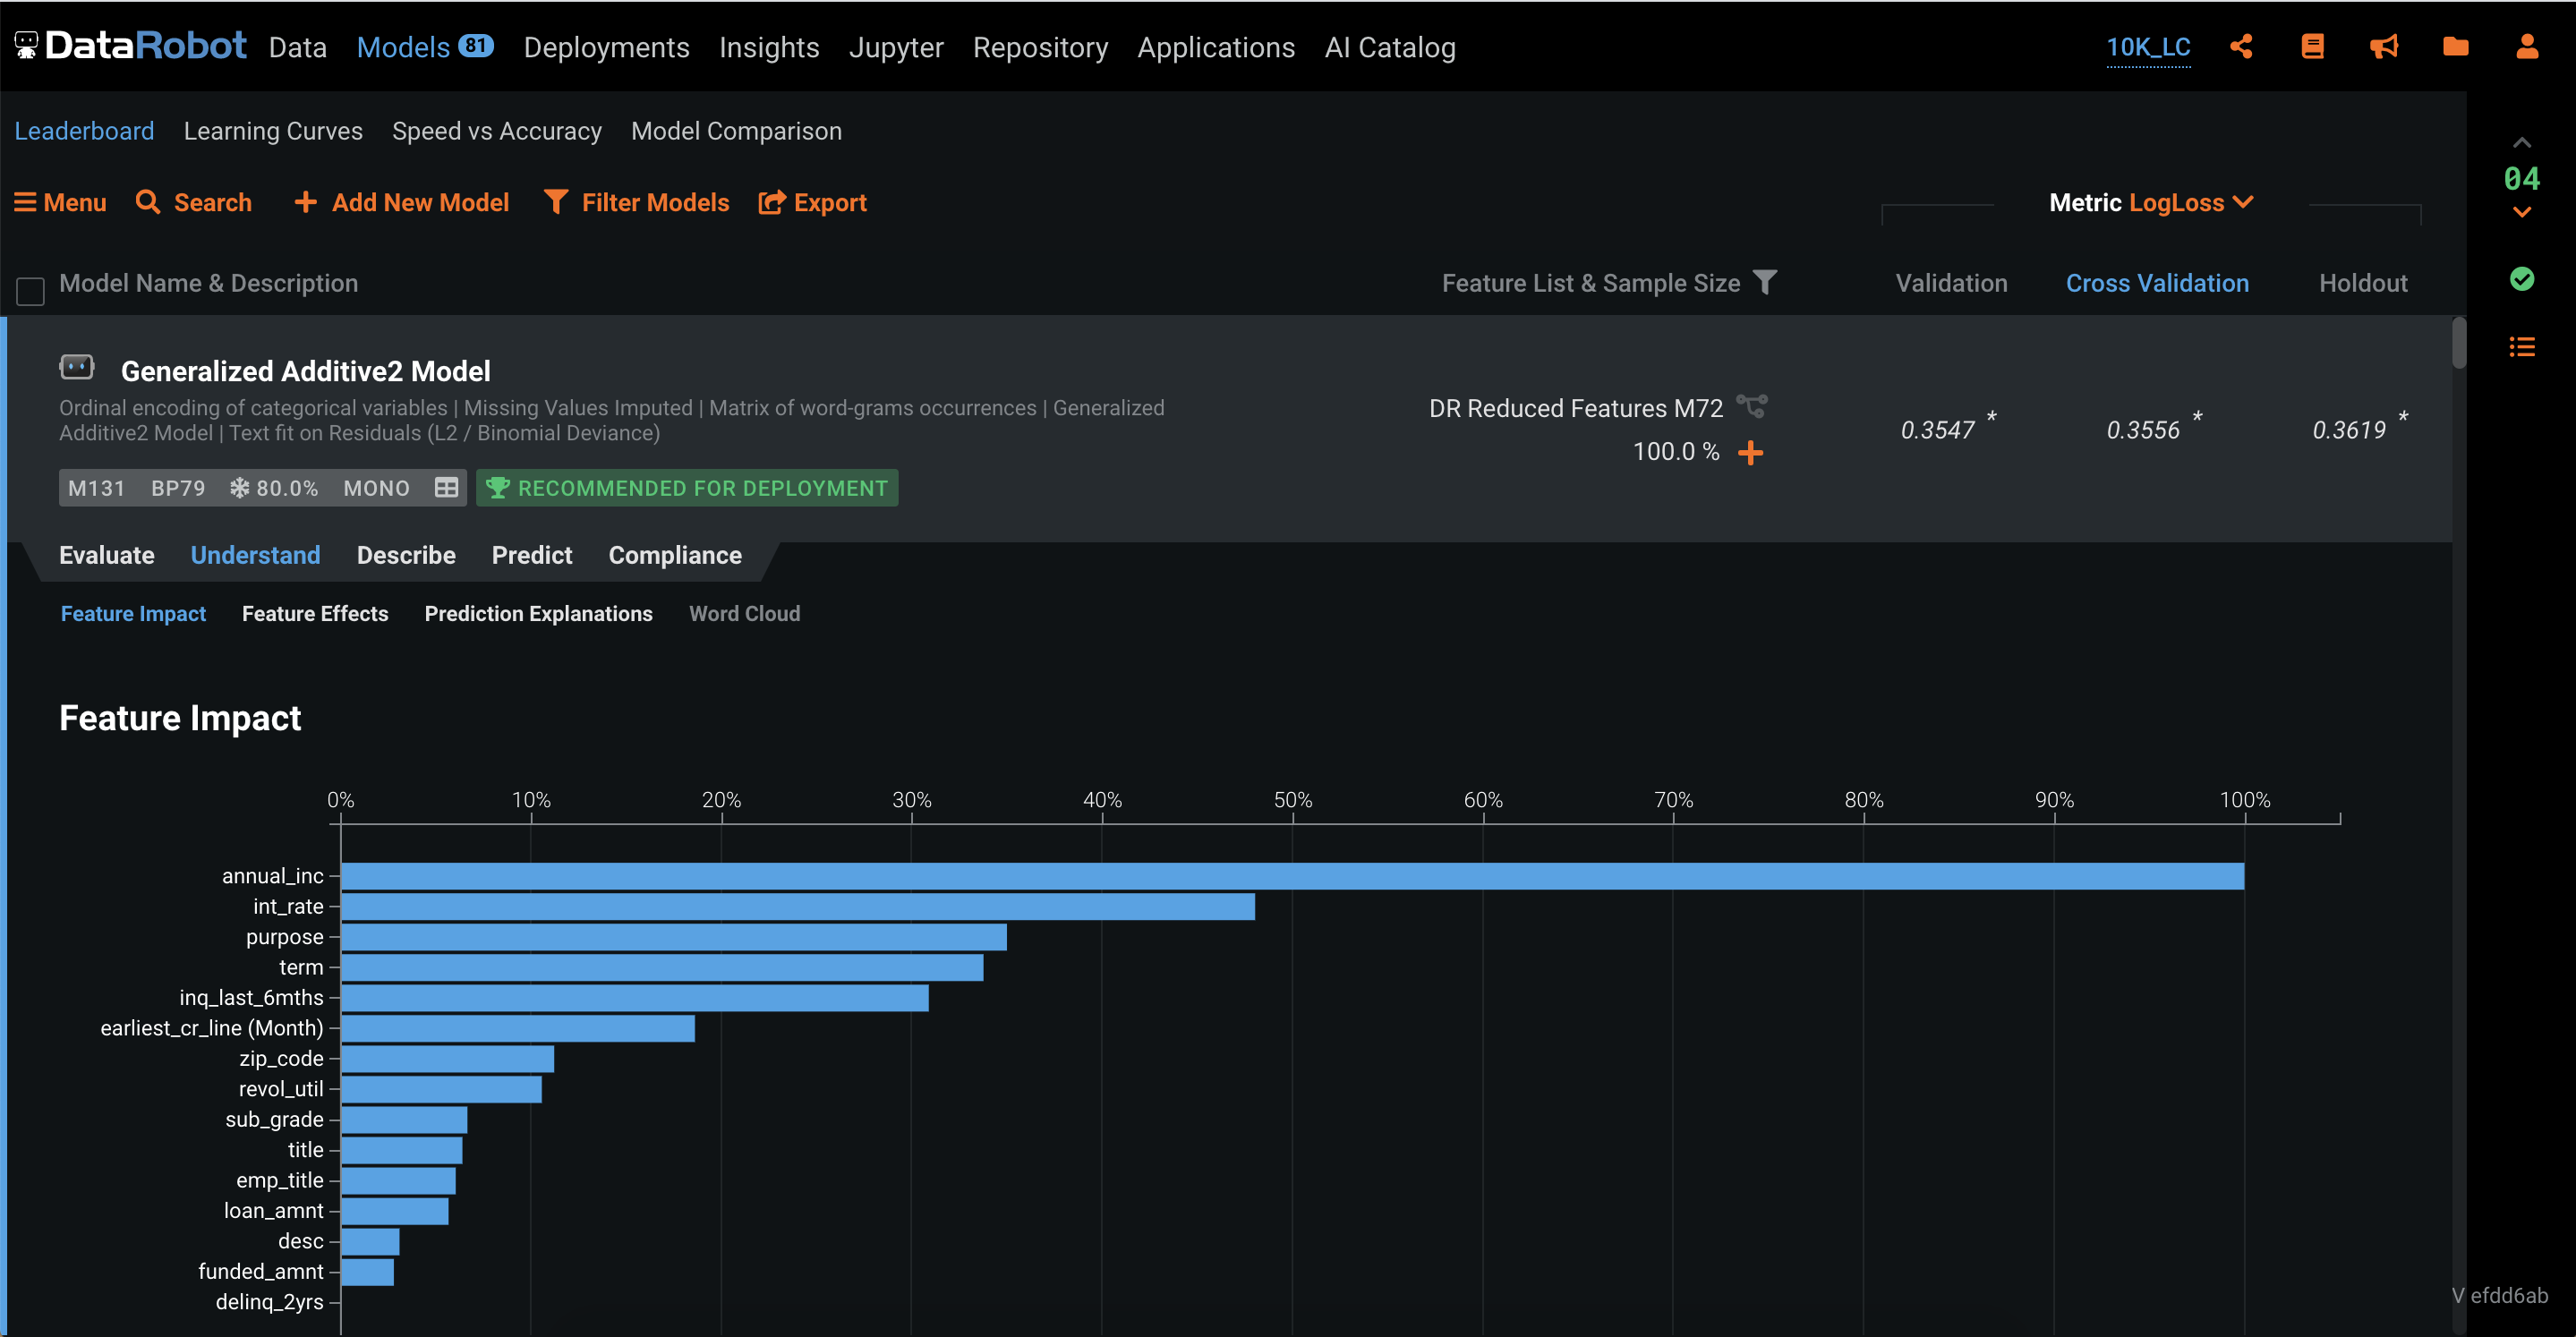 DataRobot Data Models 81 Deployments Insights Jupyter Repository Applications AI Catalog 10K_LC
Leaderboard Learning Curves Speed vs Accuracy Model Comparison
04
Menu Search Add New Model Filter Models Export Metric LogLoss
Model Name & Description Feature List & Sample Size Validation Cross Validation Holdout
Generalized Additive2 Model
Ordinal encoding of categorical variables | Missing Values Imputed | Matrix of word-grams occurrences | Generalized
Additive2 Model | Text fit on Residuals (L2 / Binomial Deviance)
DR Reduced Features M72
100.0 %
0.3547 * 0.3556 * 0.3619 *
M131 BP79 80.0% MONO RECOMMENDED FOR DEPLOYMENT
Evaluate Understand Describe Predict Compliance
Feature Impact Feature Effects Prediction Explanations Word Cloud
Feature Impact
0% 10% 20% 30% 40% 50% 60% 70% 80% 90% 100%
annual_inc
int_rate
purpose
term
inq_last_6mths
earliest_cr_line (Month)
zip_code
revol_util
sub_grade
title
emp_title
loan_amnt
desc
funded_amnt
delinq_2yrs
V efdd6ab